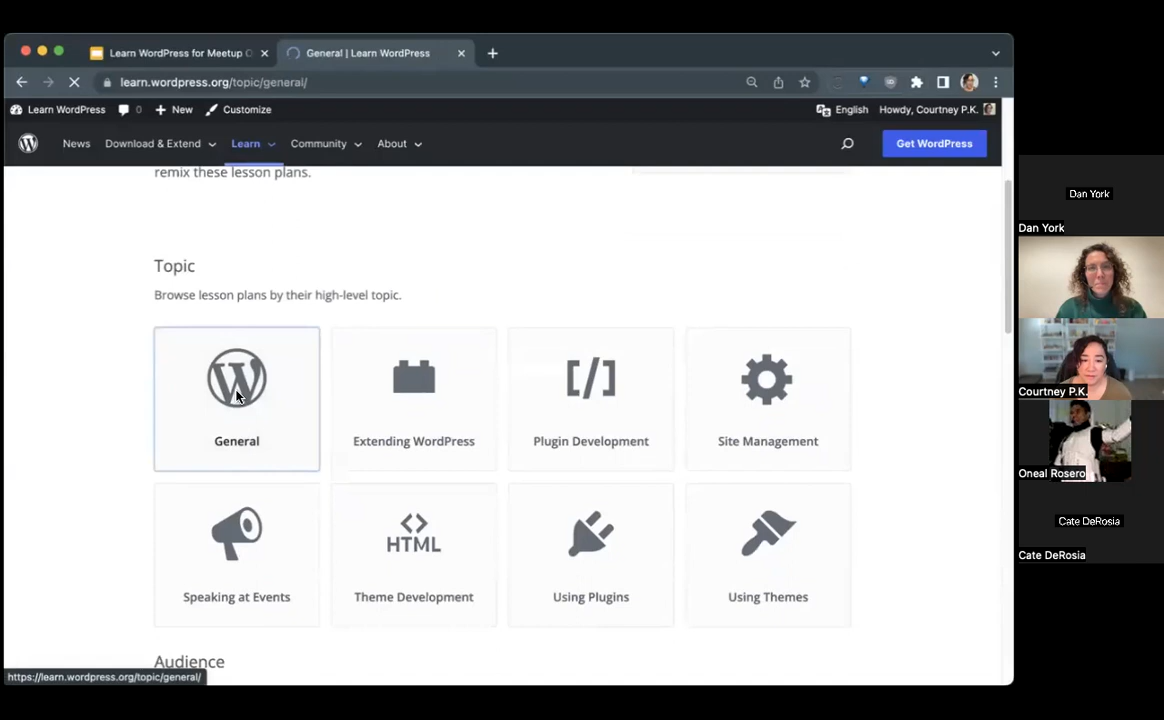 Learn WordPress for Meetup O
General | Learn WordPress
learn.wordpress.org/topic/general/
Learn WordPress 0 New Customize English Howdy, Courtney P.K.
News Download & Extend Learn Community About Get WordPress
remix these lesson plans.
Topic
Browse lesson plans by their high-level topic.
General Extending WordPress Plugin Development Site Management
HTML
Speaking at Events Theme Development Using Plugins Using Themes
Audience
https://learn.wordpress.org/topic/general/
Dan York
Dan York
Courtney P.K.
Oneal Rosero
Cate DeRosia
Cate DeRosia